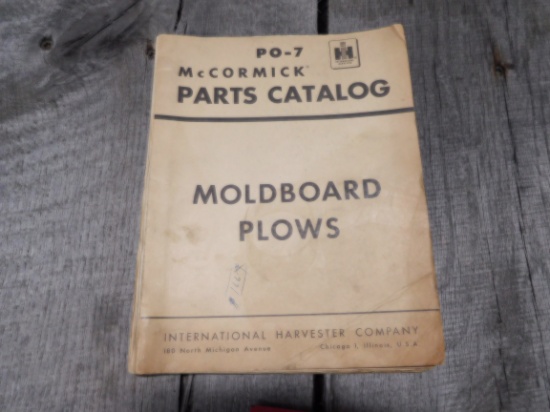 PO-7
McCORMICK
PARTS CATALOG
MOLDBOARD
PLOWS
INTERNATIONAL HARVESTER COMPANY
180 North Michigan Avenue Chicago 1, Illinois, U.S.A.